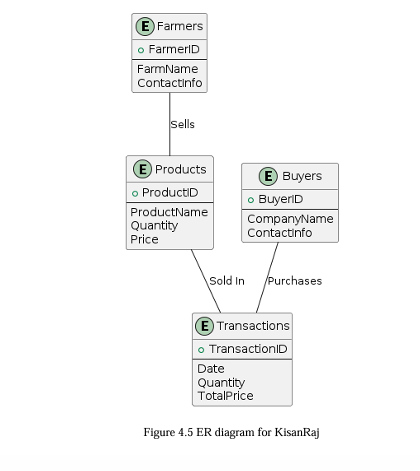 E Farmers
FarmerID
FarmName
ContactInfo
Sells
E Products
ProductID
ProductName
Quantity
Price
E Buyers
BuyerID
CompanyName
ContactInfo
Sold In
Purchases
E Transactions
TransactionID
Date
Quantity
TotalPrice
Figure 4.5 ER diagram for KisanRaj